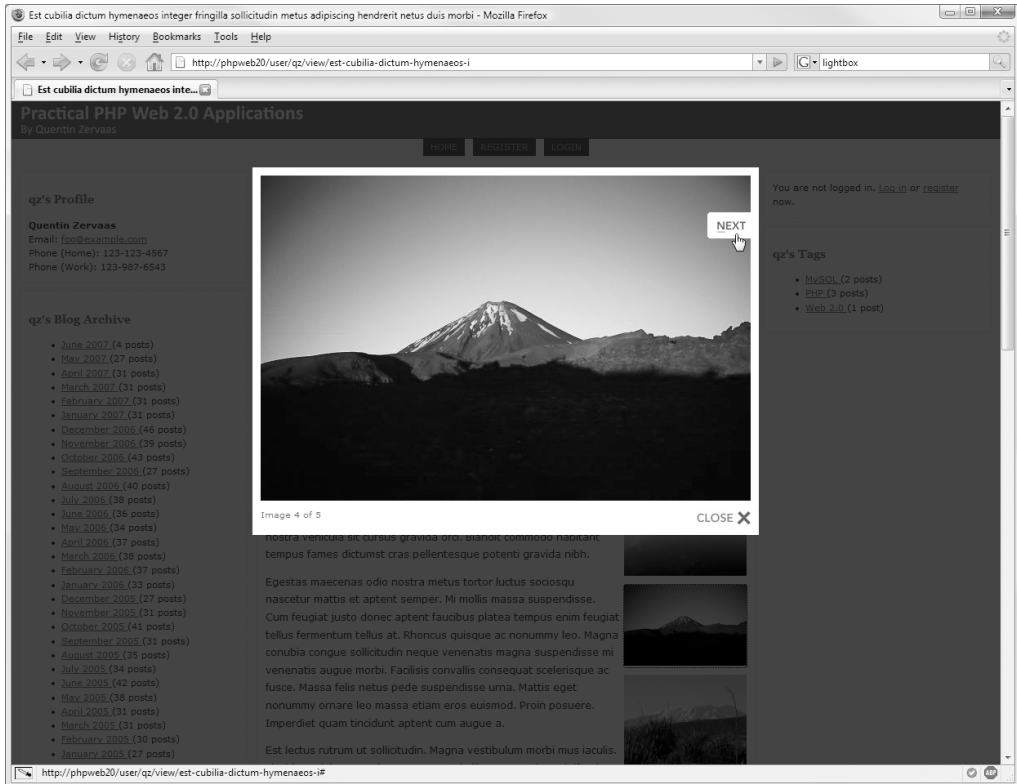 Est cubilia dictum hymenaeos integer fringilla sollicitudin metus adipiscing hendrerit netus duis morbi - Mozilla Firefox
File Edit View History Bookmarks Tools Help
http://phpweb20/user/qz/view/est-cubilia-dictum-hymenaeos-i
G lightbox
Est cubilia dictum hymenaeos inte...
Practical PHP Web 2.0 Applications
By Quentin Zervaas
HOME REGISTER LOGIN
qz's Profile
Quentin Zervaas
Email: foo@example.com
Phone (Home): 123-123-4567
Phone (Work): 123-987-6543
qz's Blog Archive
June 2007 (4 posts)
May 2007 (27 posts)
April 2007 (31 posts)
March 2007 (31 posts)
February 2007 (31 posts)
January 2007 (31 posts)
December 2006 (46 posts)
November 2006 (39 posts)
October 2006 (43 posts)
September 2006 (27 posts)
August 2006 (40 posts)
July 2006 (38 posts)
June 2006 (36 posts)
May 2006 (34 posts)
April 2006 (37 posts)
March 2006 (38 posts)
February 2006 (37 posts)
January 2006 (33 posts)
December 2005 (27 posts)
November 2005 (31 posts)
October 2005 (41 posts)
September 2005 (31 posts)
August 2005 (35 posts)
July 2005 (34 posts)
June 2005 (42 posts)
May 2005 (38 posts)
April 2005 (31 posts)
March 2005 (31 posts)
February 2005 (30 posts)
January 2005 (27 posts)
NEXT
Image 4 of 5
CLOSE X
nostra vehicula sit cursus gravida orci. Blandit commodo habitant
tempus fames dictumst cras pellentesque potenti gravida nibh.
Egestas maecenas odio nostra metus tortor luctus sociosqu
nascetur mattis et aptent semper. Mi mollis massa suspendisse.
Cum feugiat justo donec aptent faucibus platea tempus enim feugiat
tellus fermentum tellus at. Rhoncus quisque ac nonummy leo. Magna
conubia congue sollicitudin neque venenatis magna suspendisse mi
venenatis augue morbi. Facilisis convallis consequat scelerisque ac
fusce. Massa felis netus pede suspendisse urna. Mattis eget
nonummy ornare leo massa etiam eros euismod. Proin posuere.
Imperdiet quam tincidunt aptent cum augue a.
Est lectus rutrum ut sollicitudin. Magna vestibulum morbi mus iaculis.
You are not logged in. Log in or register
now.
qz's Tags
MySQL (2 posts)
PHP (3 posts)
Web 2.0 (1 post)
http://phpweb20/user/qz/view/est-cubilia-dictum-hymenaeos-i#
ABP